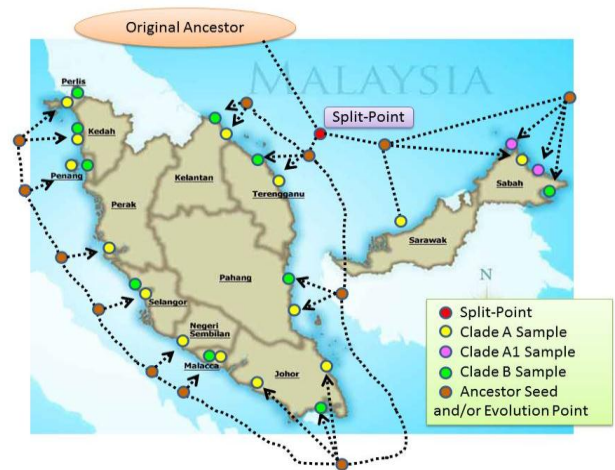 Original Ancestor
MALAYSIA
Perlis
Split-Point
Kedah
Penang
Kelantan
Terengganu
Sabah
Perak
Sarawak
Pahang
N
Selangor
Negeri
Sembilan
Malacca
Johor
Split-Point
Clade A Sample
Clade A1 Sample
Clade B Sample
Ancestor Seed
and/or Evolution Point